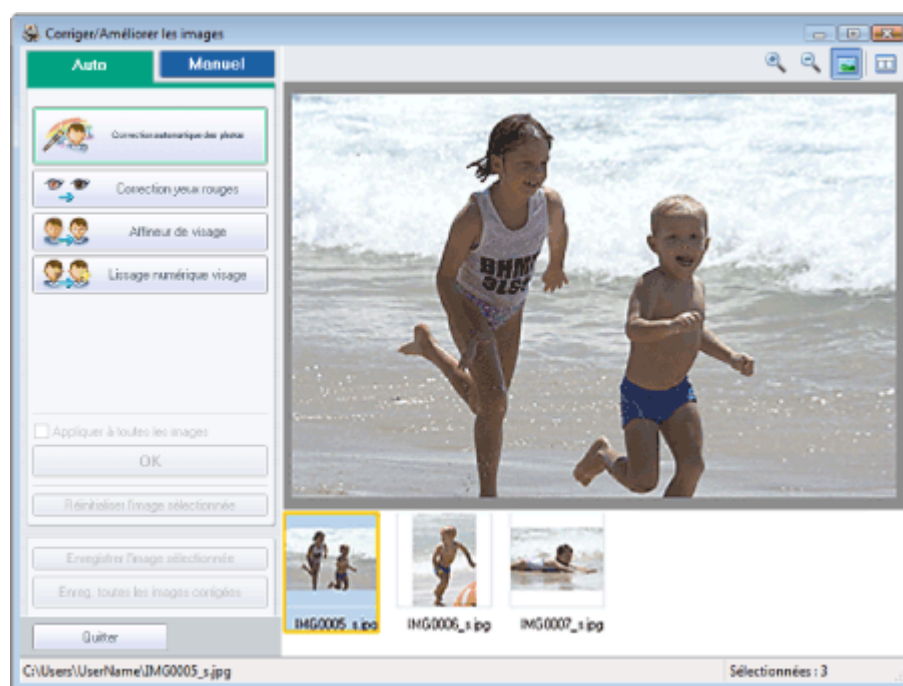 Corriger/Améliorer les images
Auto
Manuel
Correction automatique des photos
Correction yeux rouges
Affineur de visage
Lissage numérique visage
Appliquer à toutes les images
OK
Réinitialiser l'image sélectionnée
Enregistrer l'image sélectionnée
Enreg. toutes les images corrigées
Quitter
BHMT
IMG0005_s.jpg
IMG0006_s.jpg
IMG0007_s.jpg
C:\Users\UserName\IMG0005_s.jpg
Sélectionnées : 3